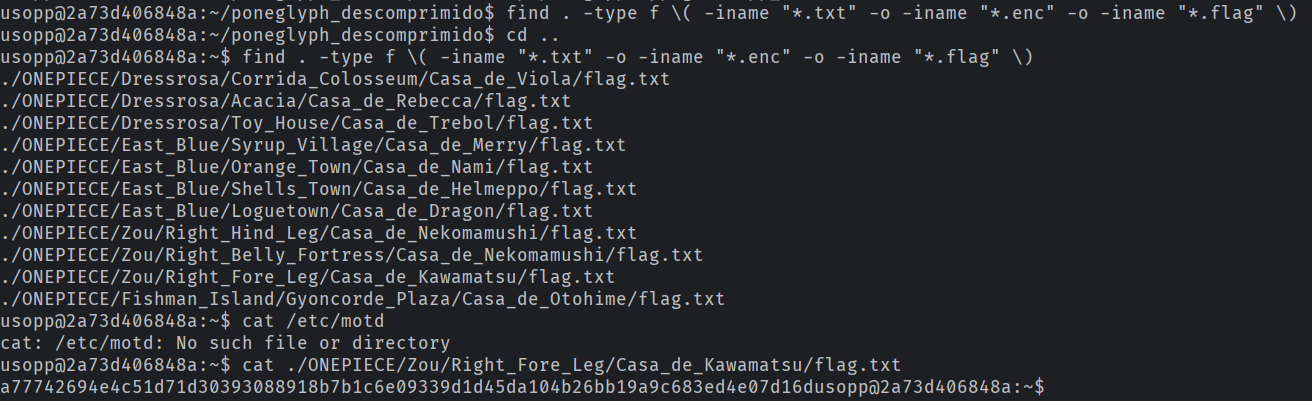 usopp@2a73d406848a:~/poneglyph_descomprimido$ find . -type f \( -iname "*.txt" -o -iname "*.enc" -o -iname "*.flag" \)
usopp@2a73d406848a:~/poneglyph_descomprimido$ cd ..
usopp@2a73d406848a:~$ find . -type f \( -iname "*.txt" -o -iname "*.enc" -o -iname "*.flag" \)
./ONEPIECE/Dressrosa/Corrida_Colosseum/Casa_de_Viola/flag.txt
./ONEPIECE/Dressrosa/Acacia/Casa_de_Rebecca/flag.txt
./ONEPIECE/Dressrosa/Toy_House/Casa_de_Trebol/flag.txt
./ONEPIECE/East_Blue/Syrup_Village/Casa_de_Merry/flag.txt
./ONEPIECE/East_Blue/Orange_Town/Casa_de_Nami/flag.txt
./ONEPIECE/East_Blue/Shells_Town/Casa_de_Helmeppo/flag.txt
./ONEPIECE/East_Blue/Loguetown/Casa_de_Dragon/flag.txt
./ONEPIECE/Zou/Right_Hind_Leg/Casa_de_Nekomamushi/flag.txt
./ONEPIECE/Zou/Right_Belly_Fortress/Casa_de_Nekomamushi/flag.txt
./ONEPIECE/Zou/Right_Fore_Leg/Casa_de_Kawamatsu/flag.txt
./ONEPIECE/Fishman_Island/Gyoncorde_Plaza/Casa_de_Otohime/flag.txt
usopp@2a73d406848a:~$ cat /etc/motd
cat: /etc/motd: No such file or directory
usopp@2a73d406848a:~$ cat ./ONEPIECE/Zou/Right_Fore_Leg/Casa_de_Kawamatsu/flag.txt
a77742694e4c51d71d30393088918b7b1c6e09339d1d45da104b26bb19a9c683ed4e07d16dusopp@2a73d406848a:~$